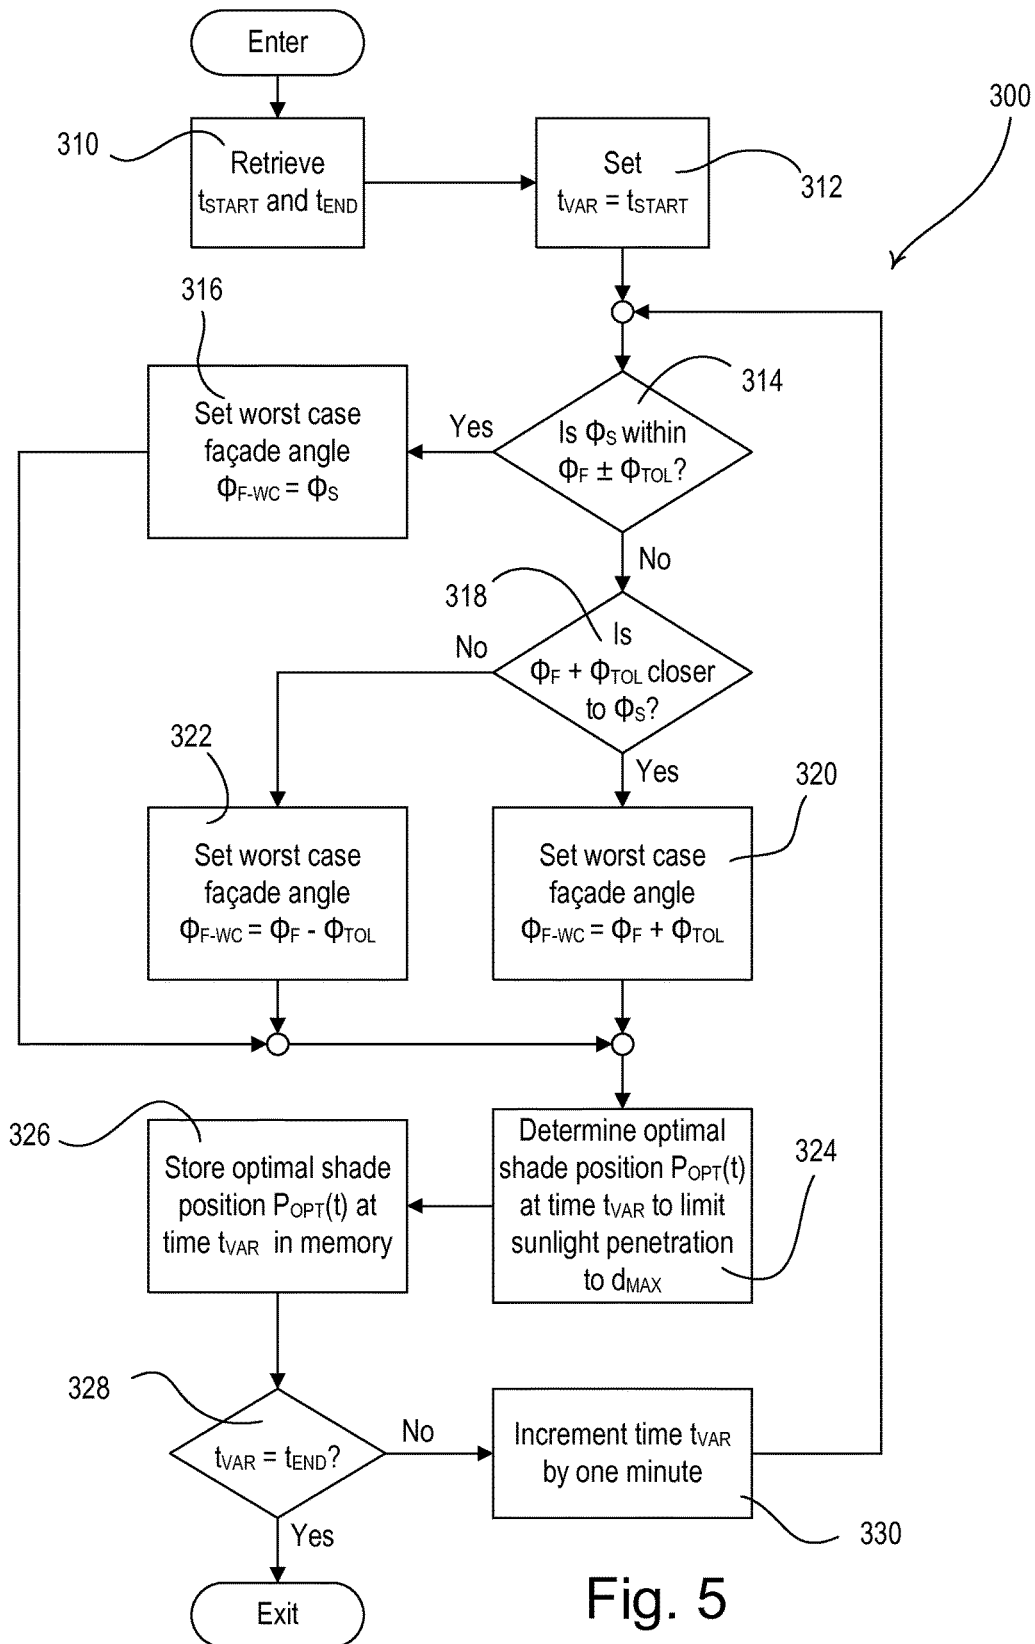 Enter
300
310
Retrieve
tSTART and tEND
Set
tVAR = tSTART
312
316
Set worst case
façade angle
ΦF-WC = ΦS
Yes
314
Is ΦS within
ΦF ± ΦTOL?
No
318
Is
ΦF + ΦTOL closer
to ΦS?
No
Yes
322
Set worst case
façade angle
ΦF-WC = ΦF - ΦTOL
320
Set worst case
façade angle
ΦF-WC = ΦF + ΦTOL
326
Store optimal shade
position POPT(t) at
time tVAR in memory
Determine optimal
shade position POPT(t)
at time tVAR to limit
sunlight penetration
to dMAX
324
328
tVAR = tEND?
No
Increment time tVAR
by one minute
330
Yes
Exit
Fig. 5